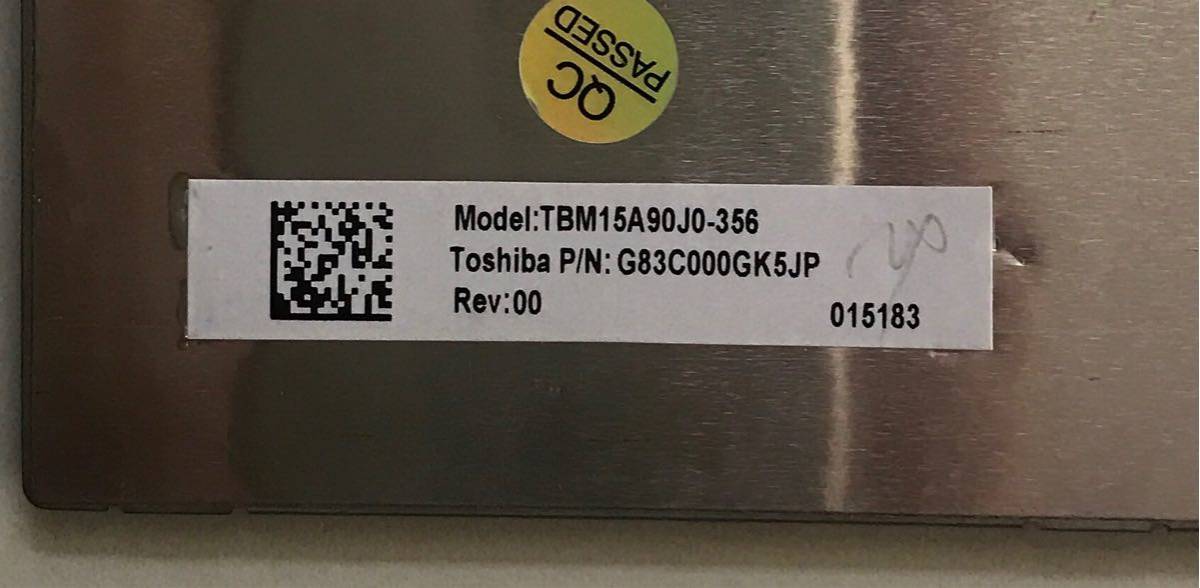 QC
PASSED
Model:TBM15A90J0-356
Toshiba P/N: G83C000GK5JP
Rev:00
015183